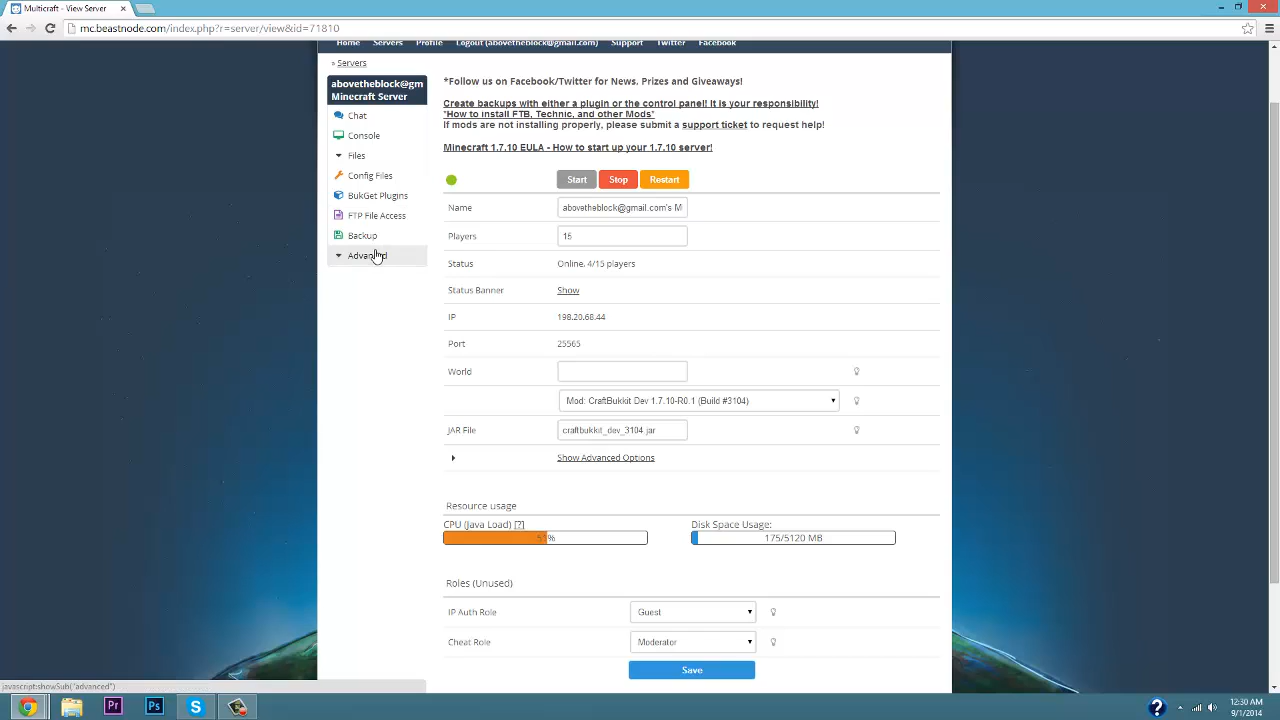 Multicraft - View Server
mc.beastnode.com/index.php?r=server/view&id=71810
Home Servers Profile Logout (abovetheblock@gmail.com) Support Twitter Facebook
» Servers
abovetheblock@gm
Minecraft Server
Chat
Console
Files
Config Files
BukGet Plugins
FTP File Access
Backup
Advanced
*Follow us on Facebook/Twitter for News, Prizes and Giveaways!
Create backups with either a plugin or the control panel! It is your responsibility!
"How to install FTB, Technic, and other Mods"
If mods are not installing properly, please submit a support ticket to request help!
Minecraft 1.7.10 EULA - How to start up your 1.7.10 server!
Start Stop Restart
Name abovetheblock@gmail.com's M
Players 15
Status Online, 4/15 players
Status Banner Show
IP 198.20.68.44
Port 25565
World
Mod: CraftBukkit Dev 1.7.10-R0.1 (Build #3104)
JAR File craftbukkit_dev_3104.jar
Show Advanced Options
Resource usage
CPU (Java Load) [?] Disk Space Usage:
51% 175/5120 MB
Roles (Unused)
IP Auth Role Guest
Cheat Role Moderator
Save
javascript:showSub("advanced")
Pr Ps
12:30 AM
9/1/2014